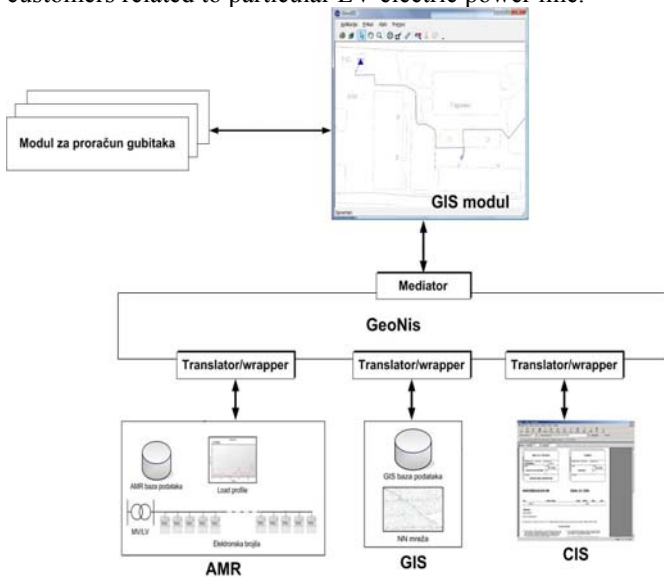 customers related to particular LV electric power line.
GIS modul
Modul za proračun gubitaka
Mediator
GeoNis
Translator/wrapper
Translator/wrapper
Translator/wrapper
AMR baza podataka
Load profile
MV/LV
Elektronska brojila
AMR
GIS baza podataka
NN mreža
GIS
CIS